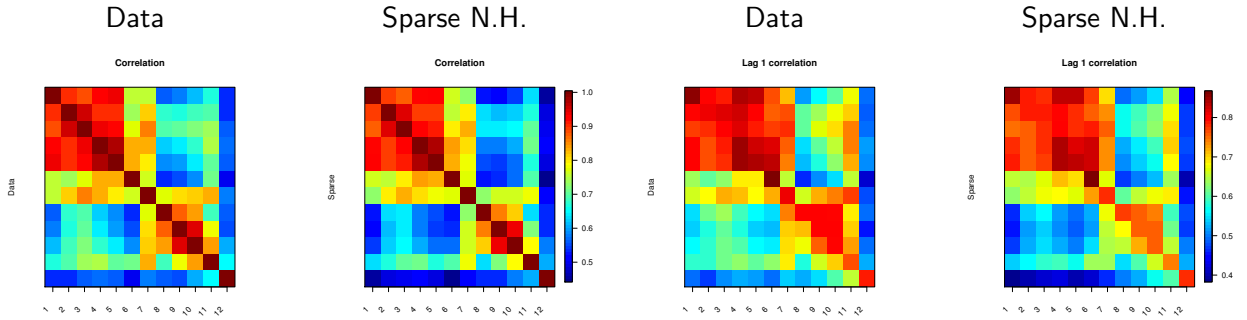 Data
Sparse N.H.
Data
Sparse N.H.
Correlation
Correlation
Lag 1 correlation
Lag 1 correlation
Data
1 2 3 4 5 6 7 8 9 10 11 12
Sparse
1 2 3 4 5 6 7 8 9 10 11 12
1.0
0.9
0.8
0.7
0.6
0.5
Data
1 2 3 4 5 6 7 8 9 10 11 12
Sparse
1 2 3 4 5 6 7 8 9 10 11 12
0.8
0.7
0.6
0.5
0.4